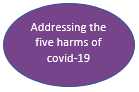 Addressing the
five harms of
covid-19